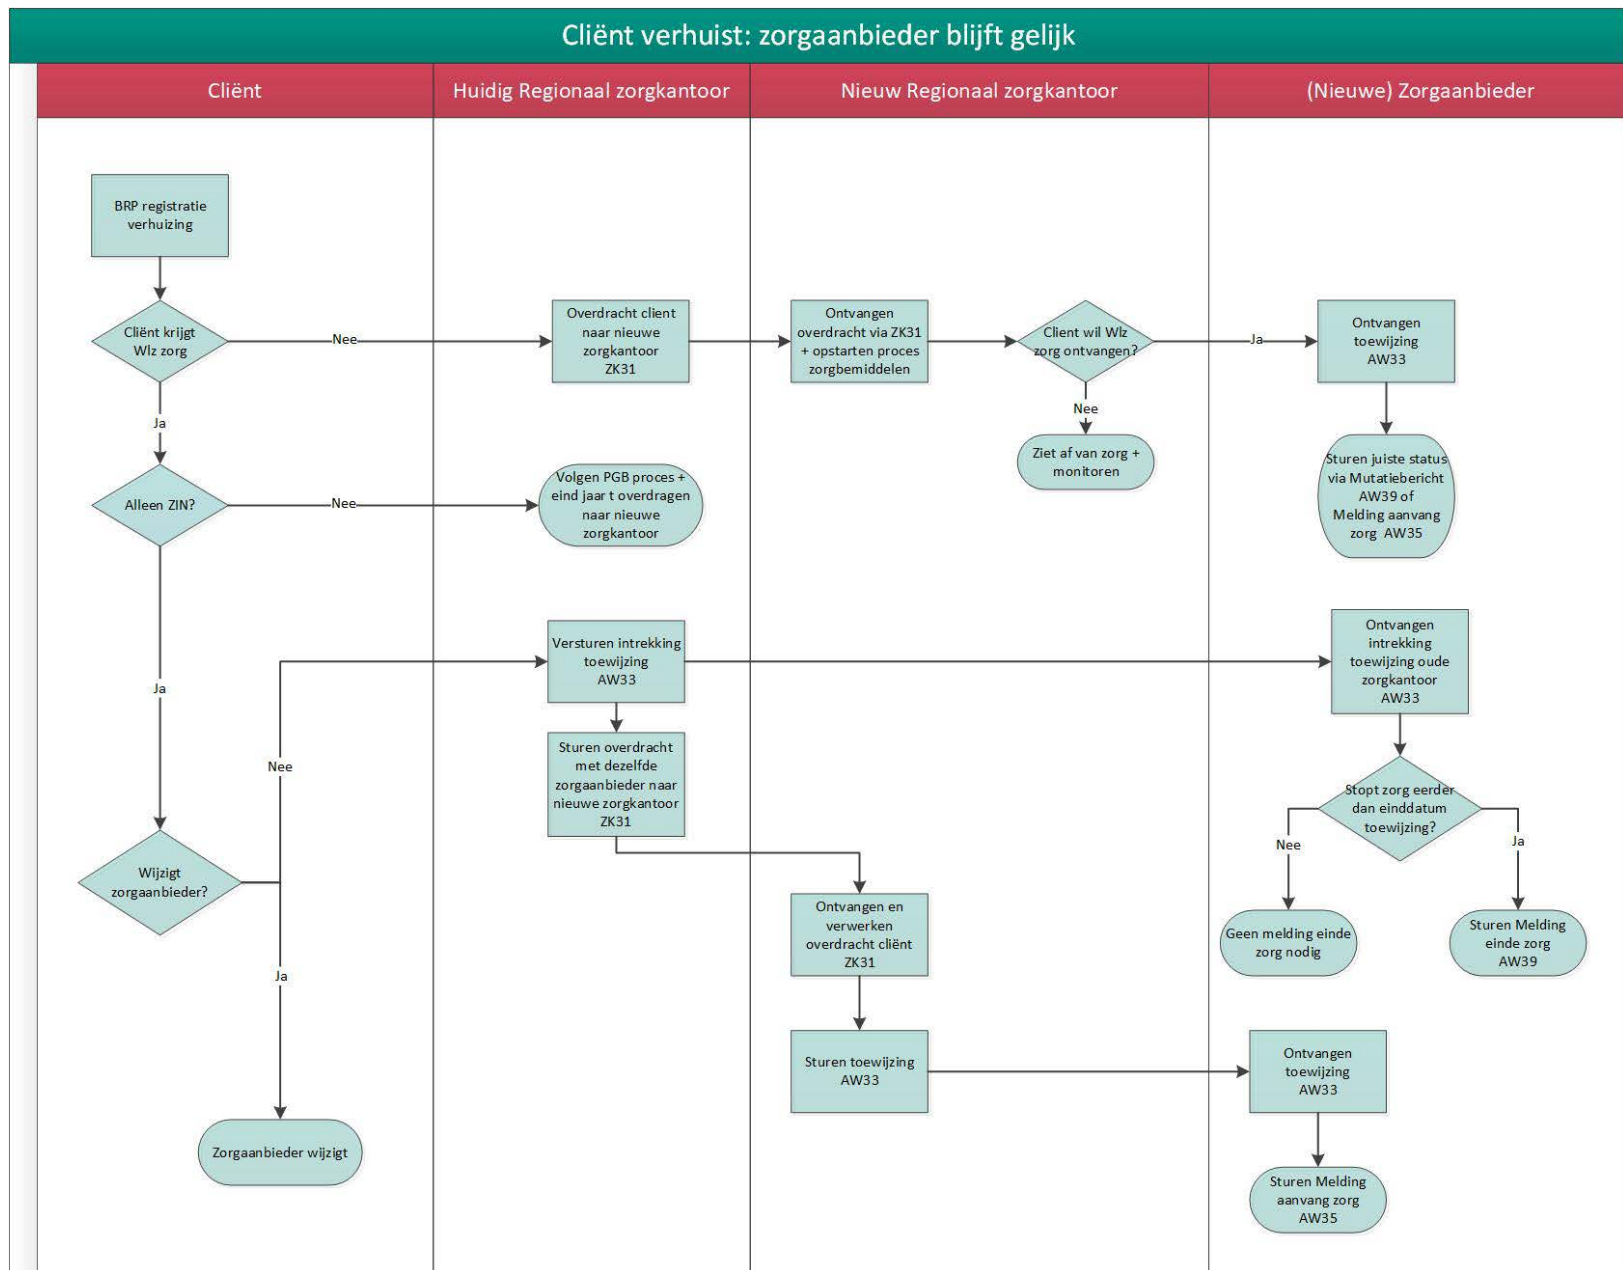 Cliënt verhuist: zorgaanbieder blijft gelijk
Cliënt
Huidig Regionaal zorgkantoor
Nieuw Regionaal zorgkantoor
(Nieuwe) Zorgaanbieder
BRP registratie
verhuizing
Cliënt krijgt
Wlz zorg
Nee
Overdracht client
naar nieuwe
zorgkantoor
ZK31
Ontvangen
overdracht via ZK31
+ opstarten proces
zorgbemiddelen
Client wil Wlz
zorg ontvangen?
Ja
Ontvangen
toewijzing
AW33
Ja
Nee
Ziet af van zorg +
monitoren
Sturen juiste status
via Mutatiebericht
AW39 of
Melding aanvang
zorg AW35
Alleen ZIN?
Nee
Volgen PGB proces +
eind jaar t overdragen
naar nieuwe
zorgkantoor
Ja
Versturen intrekking
toewijzing
AW33
Ontvangen
intrekking
toewijzing oude
zorgkantoor
AW33
Nee
Sturen overdracht
met dezelfde
zorgaanbieder naar
nieuwe zorgkantoor
ZK31
Stopt zorg eerder
dan einddatum
toewijzing?
Nee
Ja
Wijzigt
zorgaanbieder?
Ontvangen en
verwerken
overdracht cliënt
ZK31
Geen melding einde
zorg nodig
Sturen Melding
einde zorg
AW39
Ja
Sturen toewijzing
AW33
Ontvangen
toewijzing
AW33
Zorgaanbieder wijzigt
Sturen Melding
aanvang zorg
AW35